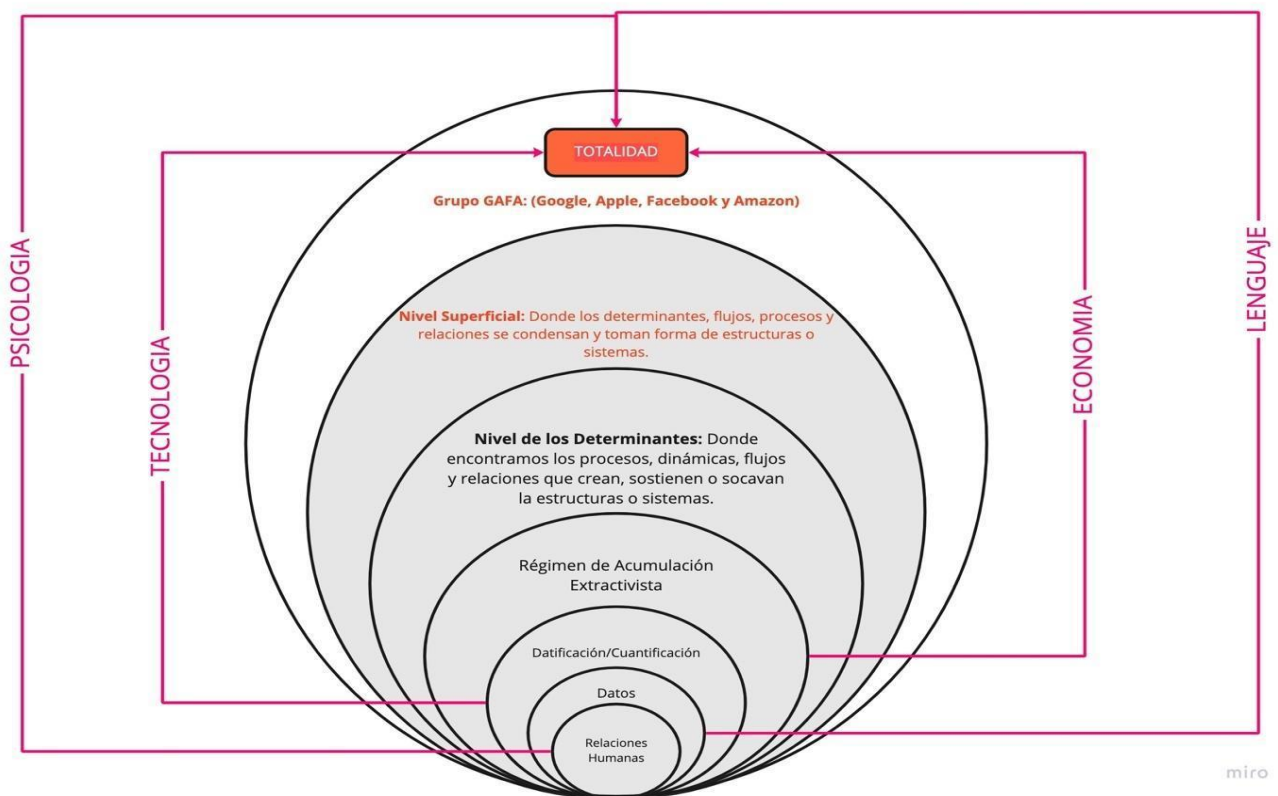 TOTALIDAD
Grupo GAFA: (Google, Apple, Facebook y Amazon)
PSICOLOGIA
TECNOLOGIA
ECONOMIA
LENGUAJE
Nivel Superficial: Donde los determinantes, flujos, procesos y
relaciones se condensan y toman forma de estructuras o
sistemas.
Nivel de los Determinantes: Donde
encontramos los procesos, dinámicas, flujos
y relaciones que crean, sostienen o socavan
la estructuras o sistemas.
Régimen de Acumulación
Extractivista
Datificación/Cuantificación
Datos
Relaciones
Humanas
miro